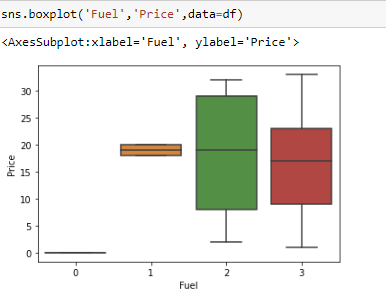 sns.boxplot('Fuel','Price',data=df)
<AxesSubplot:xlabel='Fuel', ylabel='Price'>
30
25
20
15
10
5
0
Price
0 1 2 3
Fuel